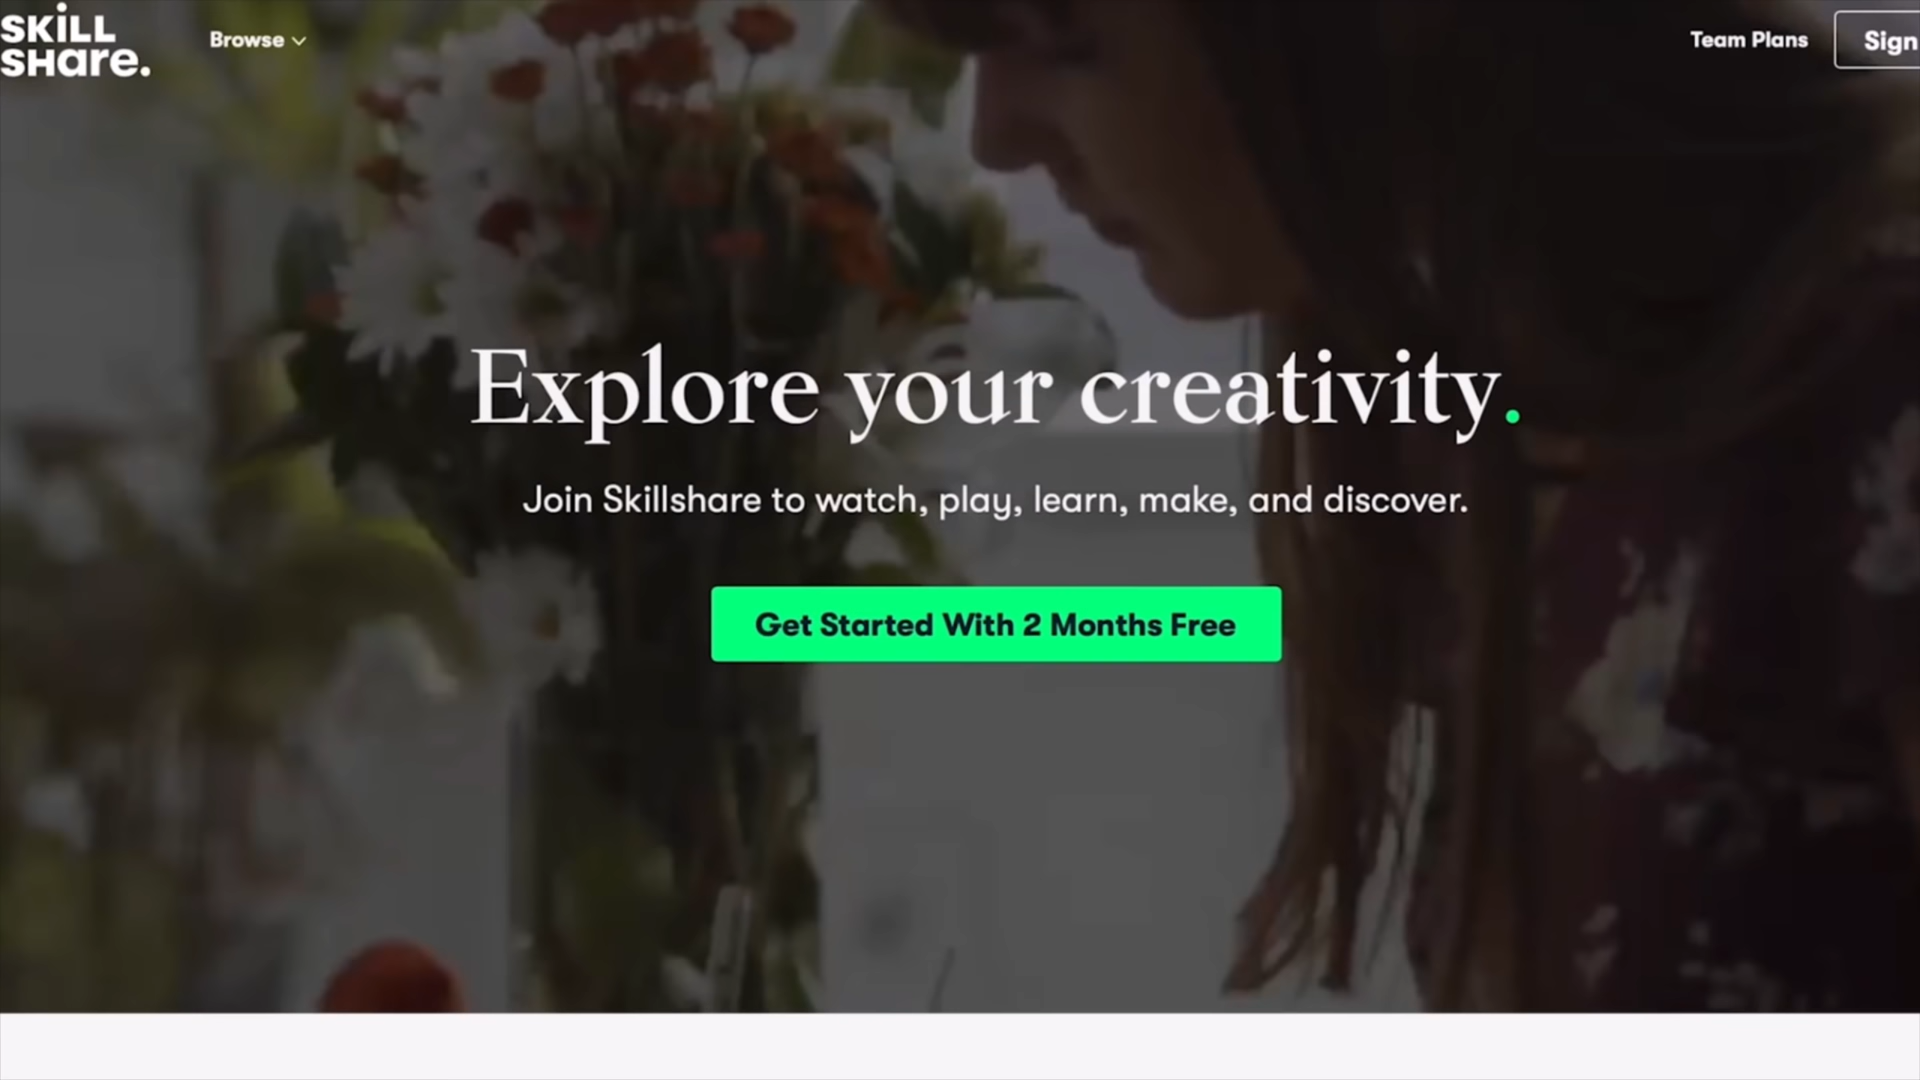 SKiLL
SHare.
Browse
Team Plans
Sign
Explore your creativity.
Join Skillshare to watch, play, learn, make, and discover.
Get Started With 2 Months Free